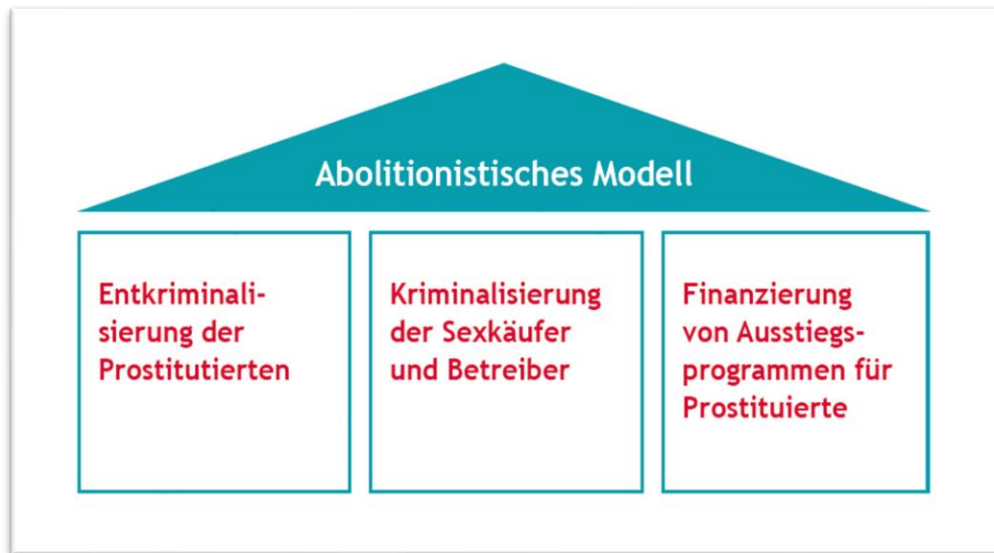 Abolitionistisches Modell
Entkriminali-
sierung der
Prostitutierten
Kriminalisierung
der Sexkäufer
und Betreiber
Finanzierung
von Ausstiegs-
programmen für
Prostituierte